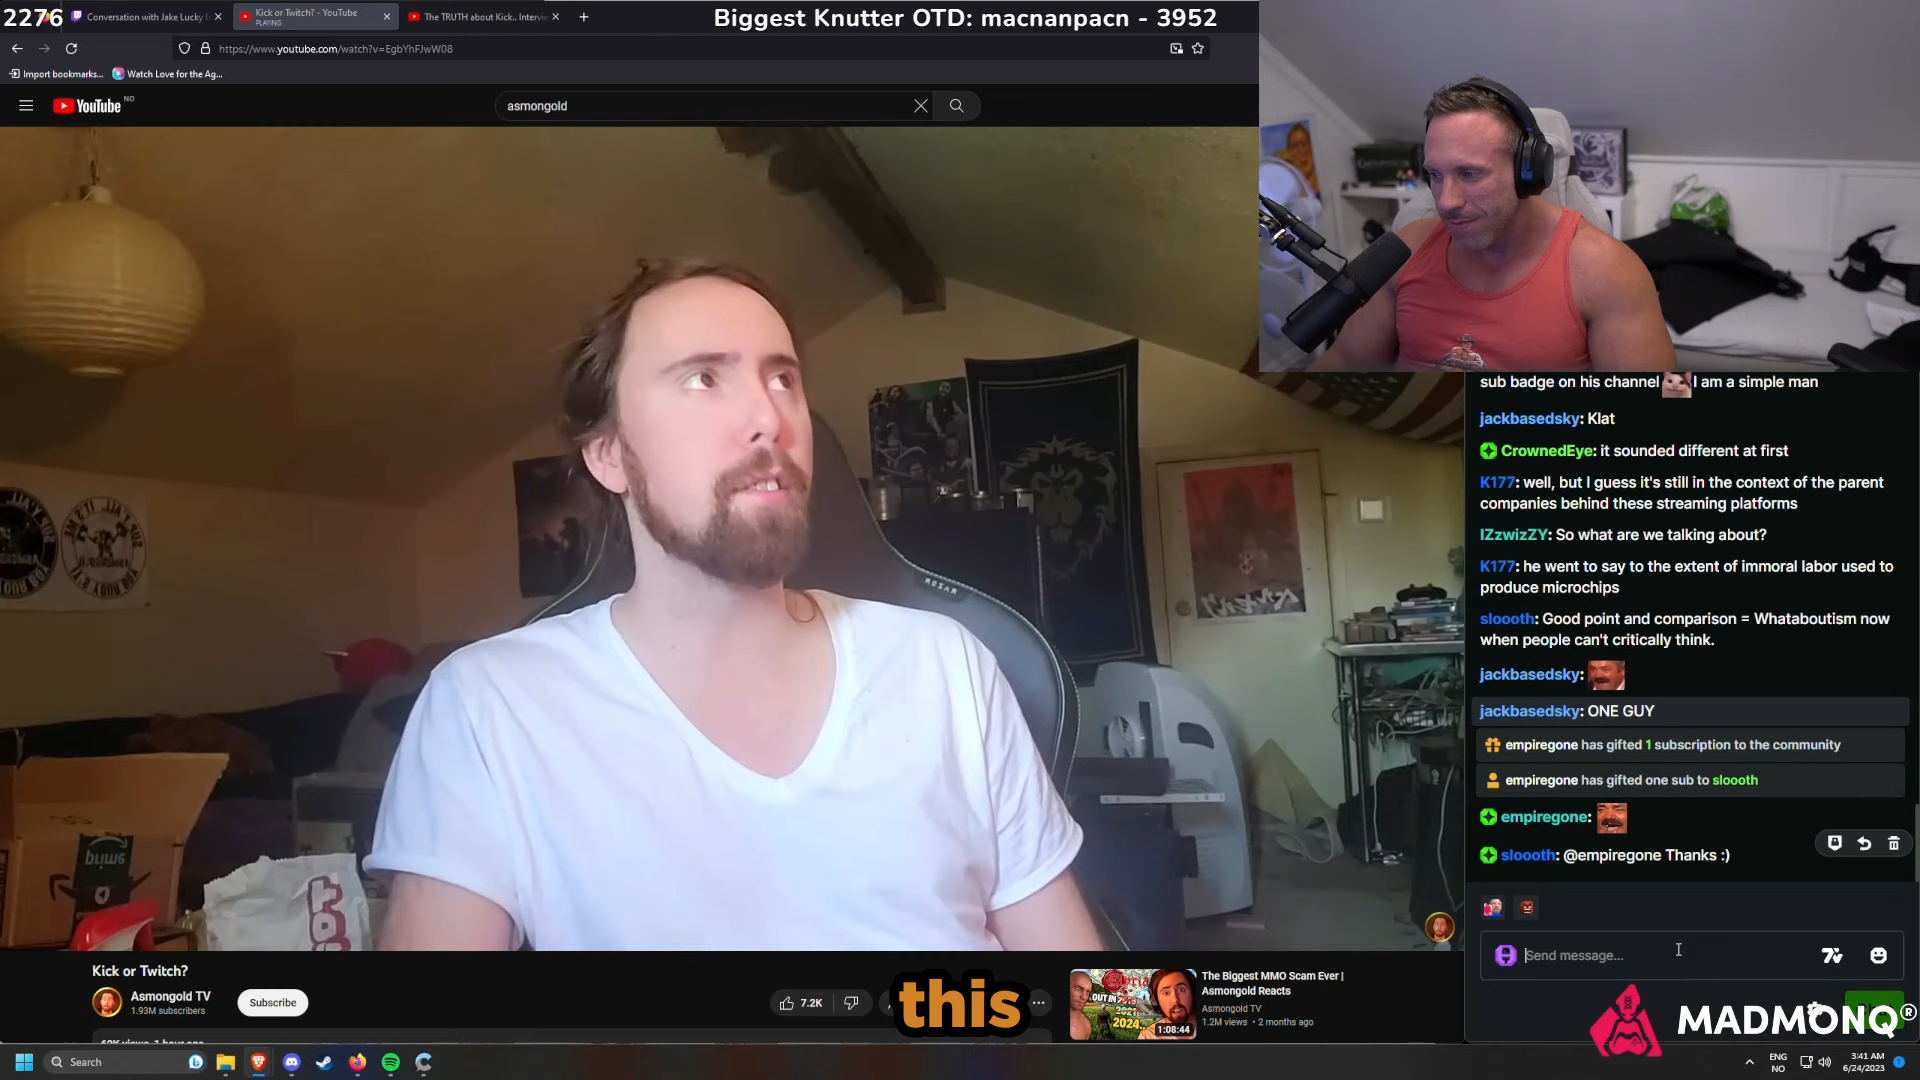 2276
Conversation with Jake Lucky f
Kick or Twitch? - YouTube
PLAYING
The TRUTH about Kick.. Intervie
Biggest Knutter OTD: macnanpacn - 3952
https://www.youtube.com/watch?v=EgbYhFJwW08
Import bookmarks...
Watch Love for the Ag...
YouTube NO
asmongold
sub badge on his channel I am a simple man
jackbasedsky: Klat
CrownedEye: it sounded different at first
K177: well, but I guess it's still in the context of the parent
companies behind these streaming platforms
IZzwizZY: So what are we talking about?
K177: he went to say to the extent of immoral labor used to
produce microchips
sloooth: Good point and comparison = Whataboutism now
when people can't critically think.
jackbasedsky:
jackbasedsky: ONE GUY
empiregone has gifted 1 subscription to the community
empiregone has gifted one sub to sloooth
empiregone:
sloooth: @empiregone Thanks :)
Send message...
Kick or Twitch?
Asmongold TV
1.93M subscribers
Subscribe
7.2K
this
The Biggest MMO Scam Ever |
Asmongold Reacts
Asmongold TV
1.2M views • 2 months ago
OUT IN
2024..
1:08:44
MADMONQ®
Search
ENG
NO
3:41 AM
6/24/2023